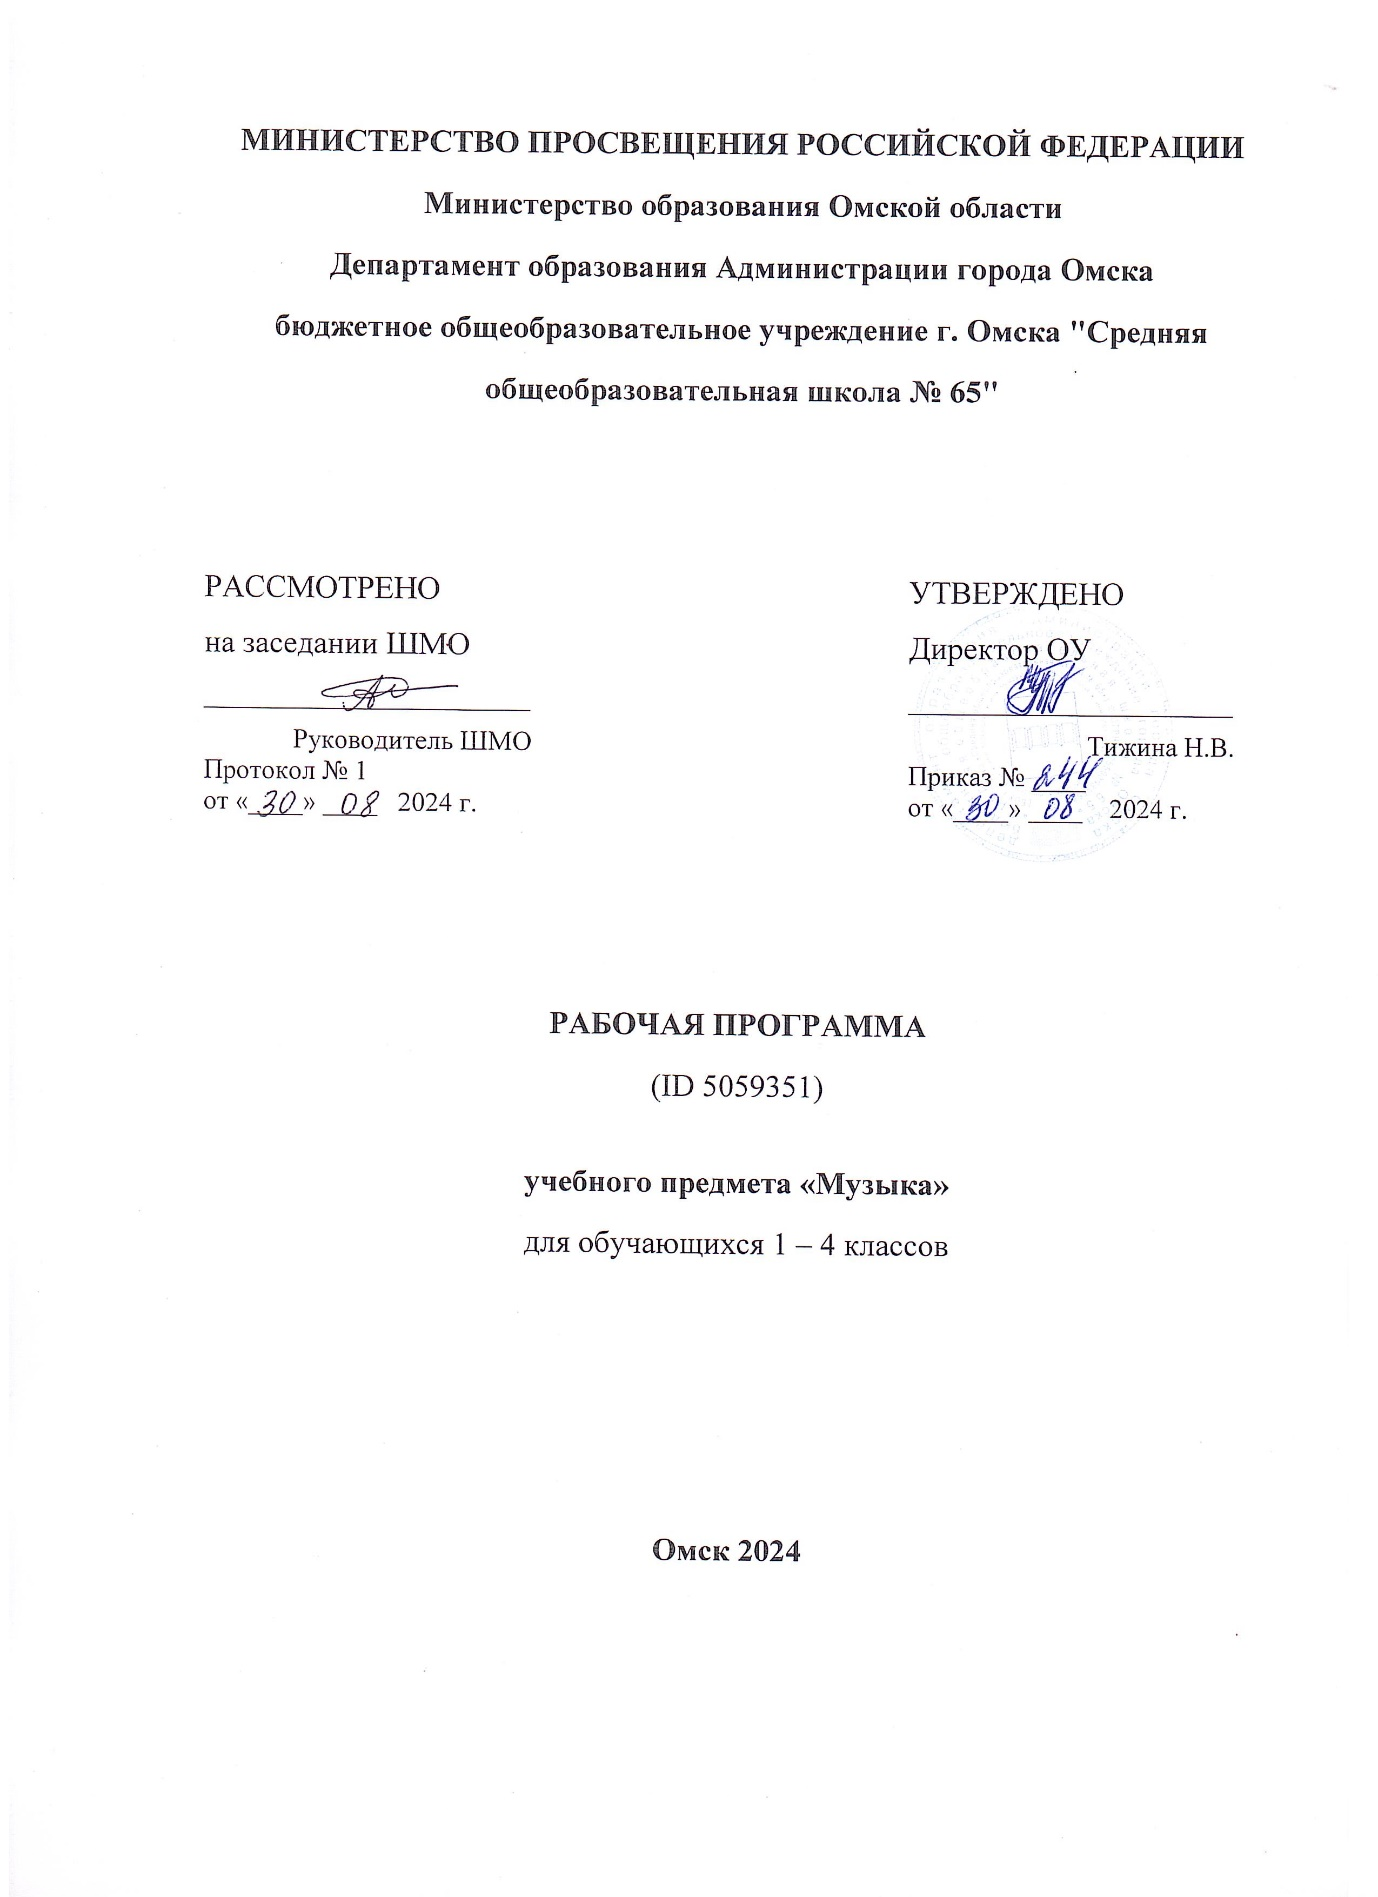 МИНИСТЕРСТВО ПРОСВЕЩЕНИЯ РОССИЙСКОЙ ФЕДЕРАЦИИ
Министерство образования Омской области
Департамент образования Администрации города Омска
бюджетное общеобразовательное учреждение г. Омска "Средняя
общеобразовательная школа № 65"
РАССМОТРЕНО
на заседании ШМО
Руководитель ШМО
Протокол № 1
от «30» 08 2024 г.
УТВЕРЖДЕНО
Директор ОУ
Тижина Н.В.
Приказ № 244
от «30» 08 2024 г.
РАБОЧАЯ ПРОГРАММА
(ID 5059351)
учебного предмета «Музыка»
для обучающихся 1 – 4 классов
Омск 2024